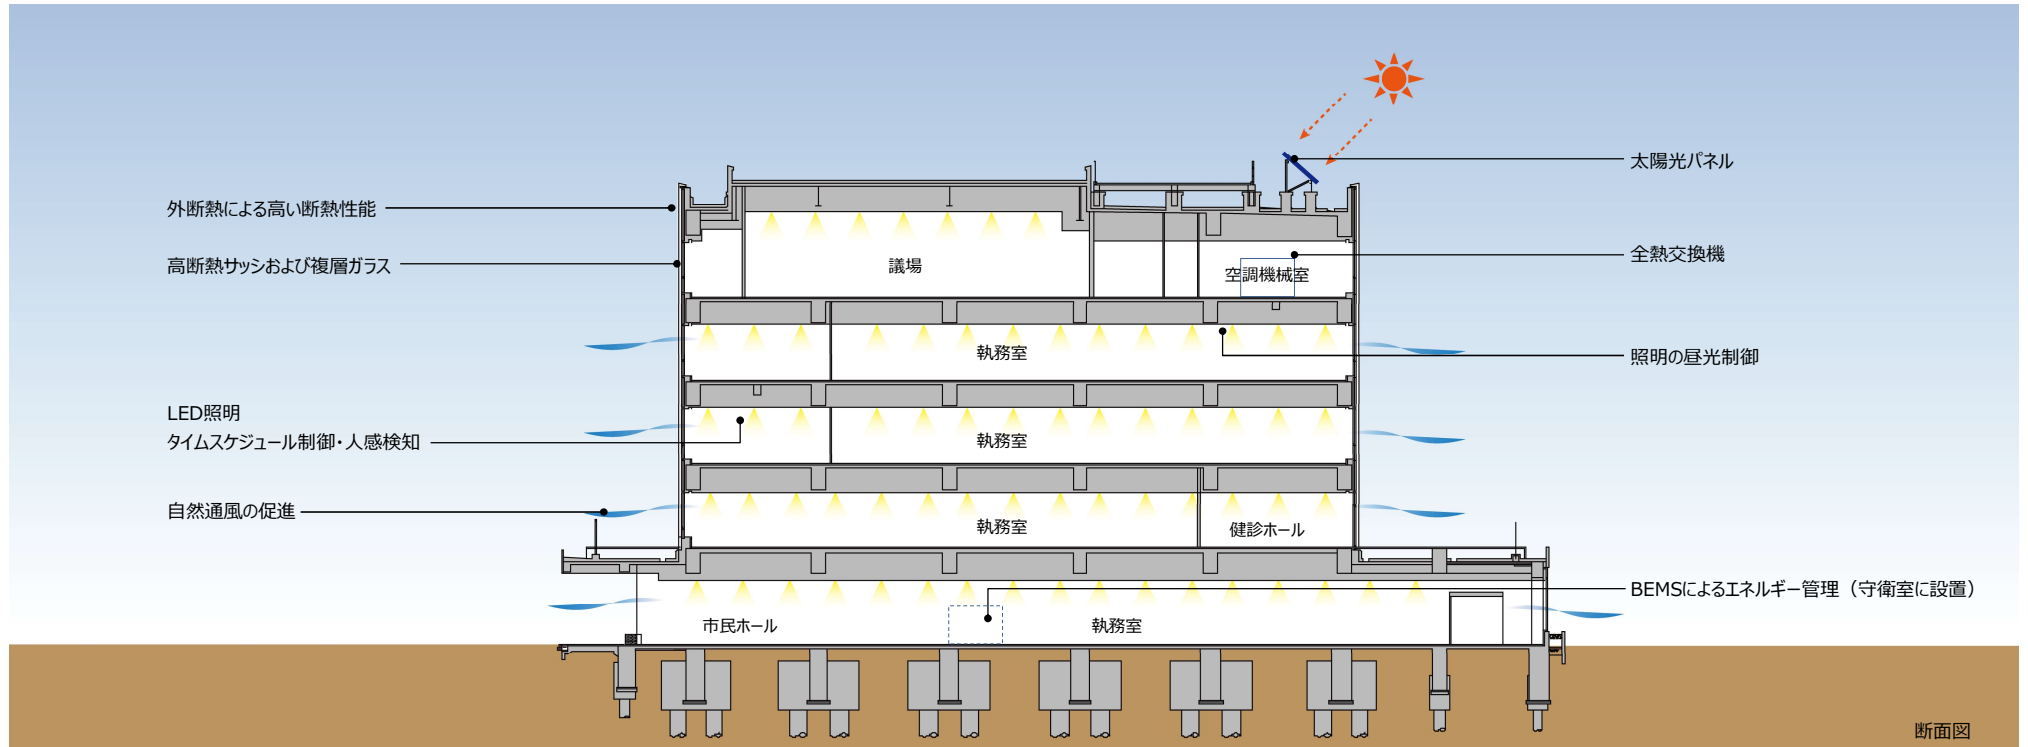 太陽光パネル
外断熱による高い断熱性能
全熱交換機
高断熱サッシおよび複層ガラス
議場
空調機械室
執務室
照明の昼光制御
LED照明
タイムスケジュール制御・人感検知
執務室
自然通風の促進
執務室
健診ホール
BEMSによるエネルギー管理（守衛室に設置）
市民ホール
執務室
断面図